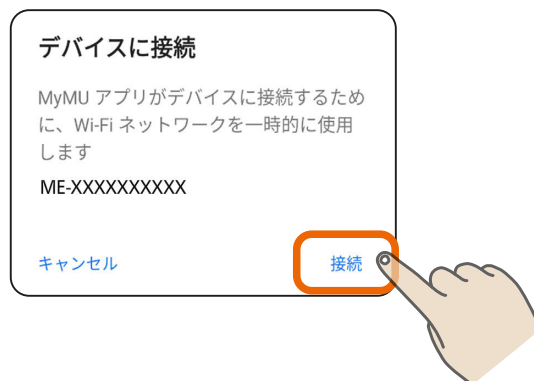 デバイスに接続
MyMU アプリがデバイスに接続するため
に、Wi-Fi ネットワークを一時的に使用
します
ME-XXXXXXXXXX
キャンセル
接続